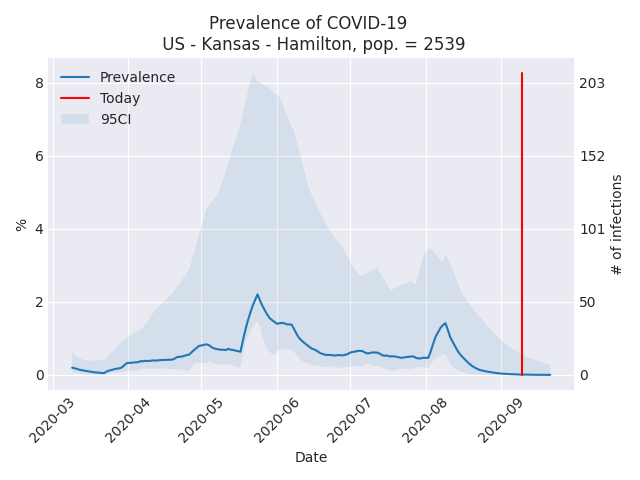 Prevalence of COVID-19
US - Kansas - Hamilton, pop. = 2539
Prevalence
Today
95CI
%
8
6
4
2
0
203
152
101
50
0
# of infections
2020-03
2020-04
2020-05
2020-06
2020-07
2020-08
2020-09
Date